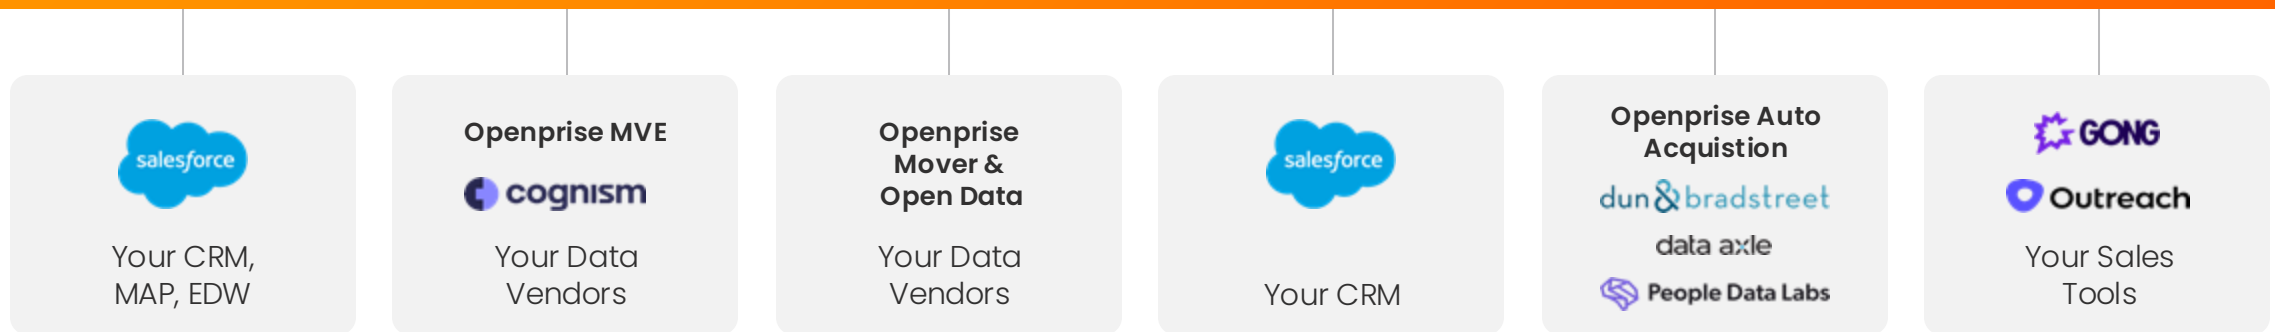 salesforce
Your CRM,
MAP, EDW
Openprise MVE
cognism
Your Data
Vendors
Openprise
Mover &
Open Data
Your Data
Vendors
salesforce
Your CRM
Openprise Auto
Acquistion
dun & bradstreet
data axle
People Data Labs
Your Sales
Tools
GONG
Outreach